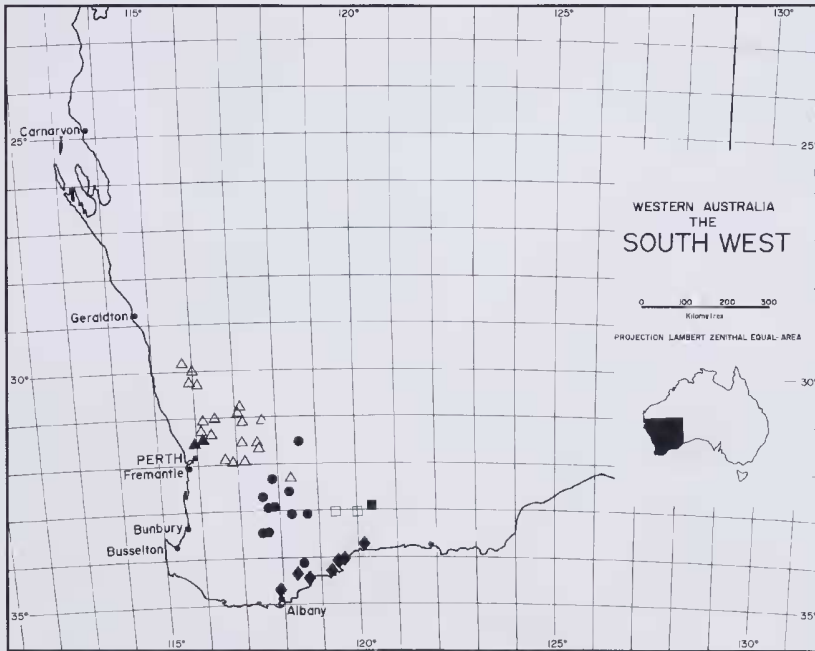 115° 120° 125° 130°
Carnarvon
25° 25°
WESTERN AUSTRALIA
THE
SOUTH WEST
0 100 200 300
Kilometres
PROJECTION LAMBERT ZENITHAL EQUAL-AREA
Geraldton
30° 30°
PERTH
Fremantle
Bunbury
Busselton
Albany
35° 35°
115° 120° 125° 130°